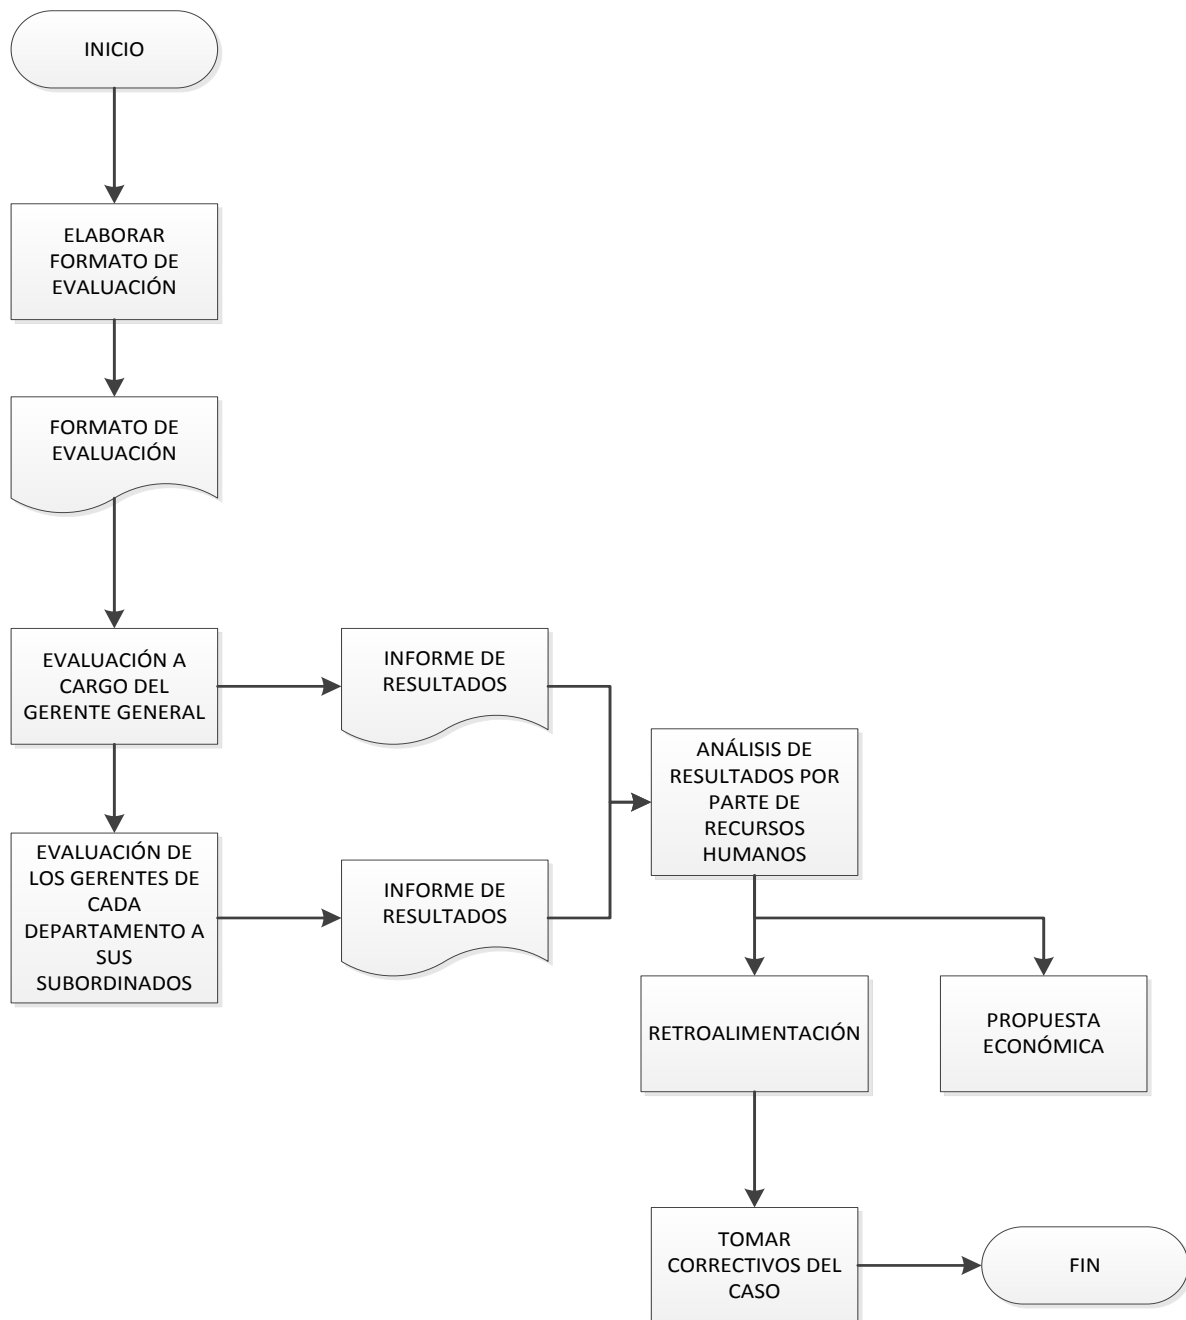 INICIO
ELABORAR
FORMATO DE
EVALUACIÓN
FORMATO DE
EVALUACIÓN
EVALUACIÓN A
CARGO DEL
GERENTE GENERAL
INFORME DE
RESULTADOS
EVALUACIÓN DE
LOS GERENTES DE
CADA
DEPARTAMENTO A
SUS
SUBORDINADOS
INFORME DE
RESULTADOS
ANÁLISIS DE
RESULTADOS POR
PARTE DE
RECURSOS
HUMANOS
RETROALIMENTACIÓN
PROPUESTA
ECONÓMICA
TOMAR
CORRECTIVOS DEL
CASO
FIN